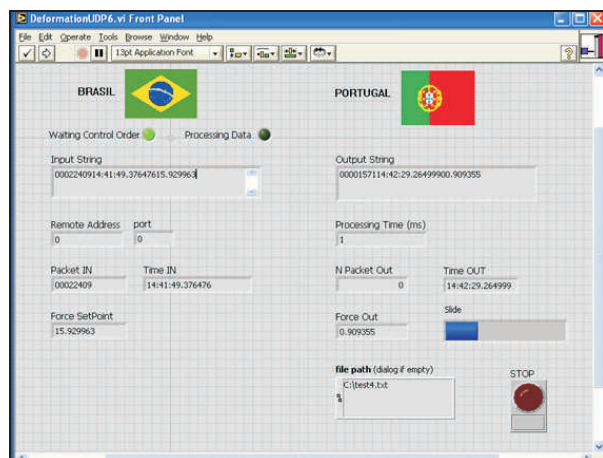 DeformationUDP6.vi Front Panel
File Edit Operate Tools Browse Window Help
13pt Application Font
BRASIL
PORTUGAL
Waiting Control Order Processing Data
Input String
0002240914:41:49.37647615.929963
Output String
0000157114:42:29.26499900.909355
Remote Address port
0 0
Processing Time (ms)
1
Packet IN Time IN
00022409 14:41:49.376476
N Packet Out Time OUT
0 14:42:29.264999
Force SetPoint
15.929963
Force Out Slide
0.909355
file path (dialog if empty)
C:\test4.txt
STOP